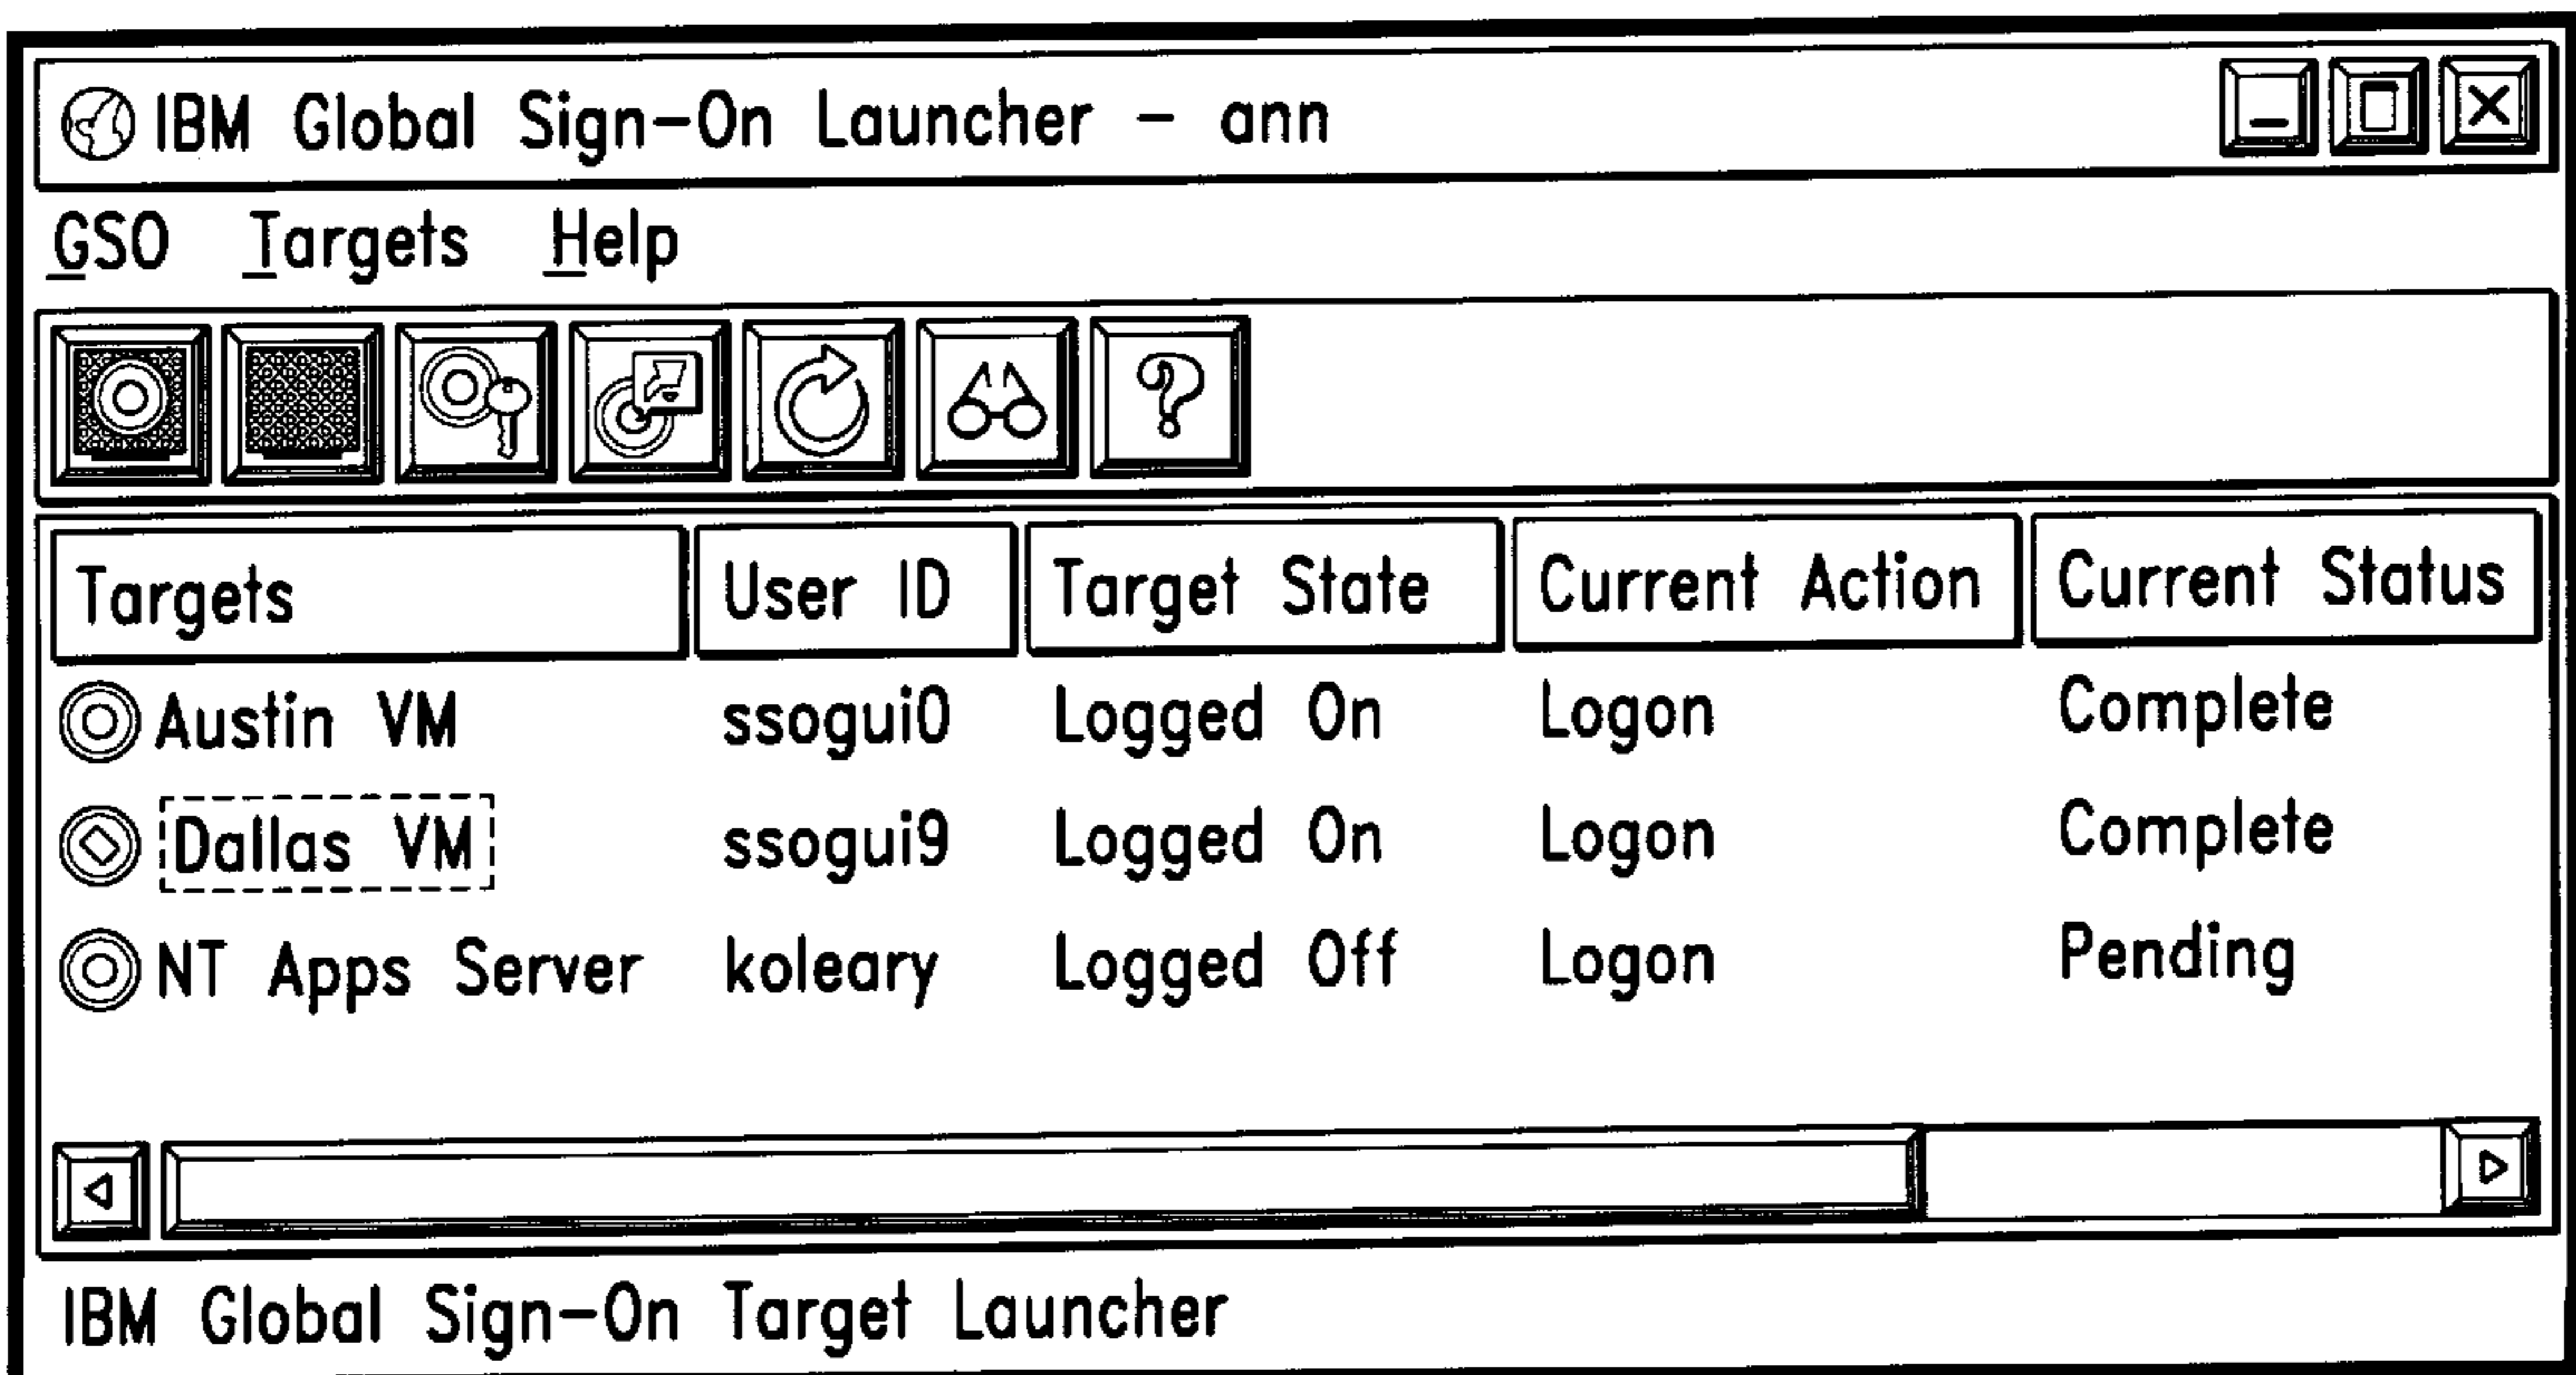 IBM Global Sign-On Launcher - ann
GSO Targets Help
?
Targets User ID Target State Current Action Current Status
Austin VM ssogui0 Logged On Logon Complete
Dallas VM ssogui9 Logged On Logon Complete
NT Apps Server koleary Logged Off Logon Pending
IBM Global Sign-On Target Launcher